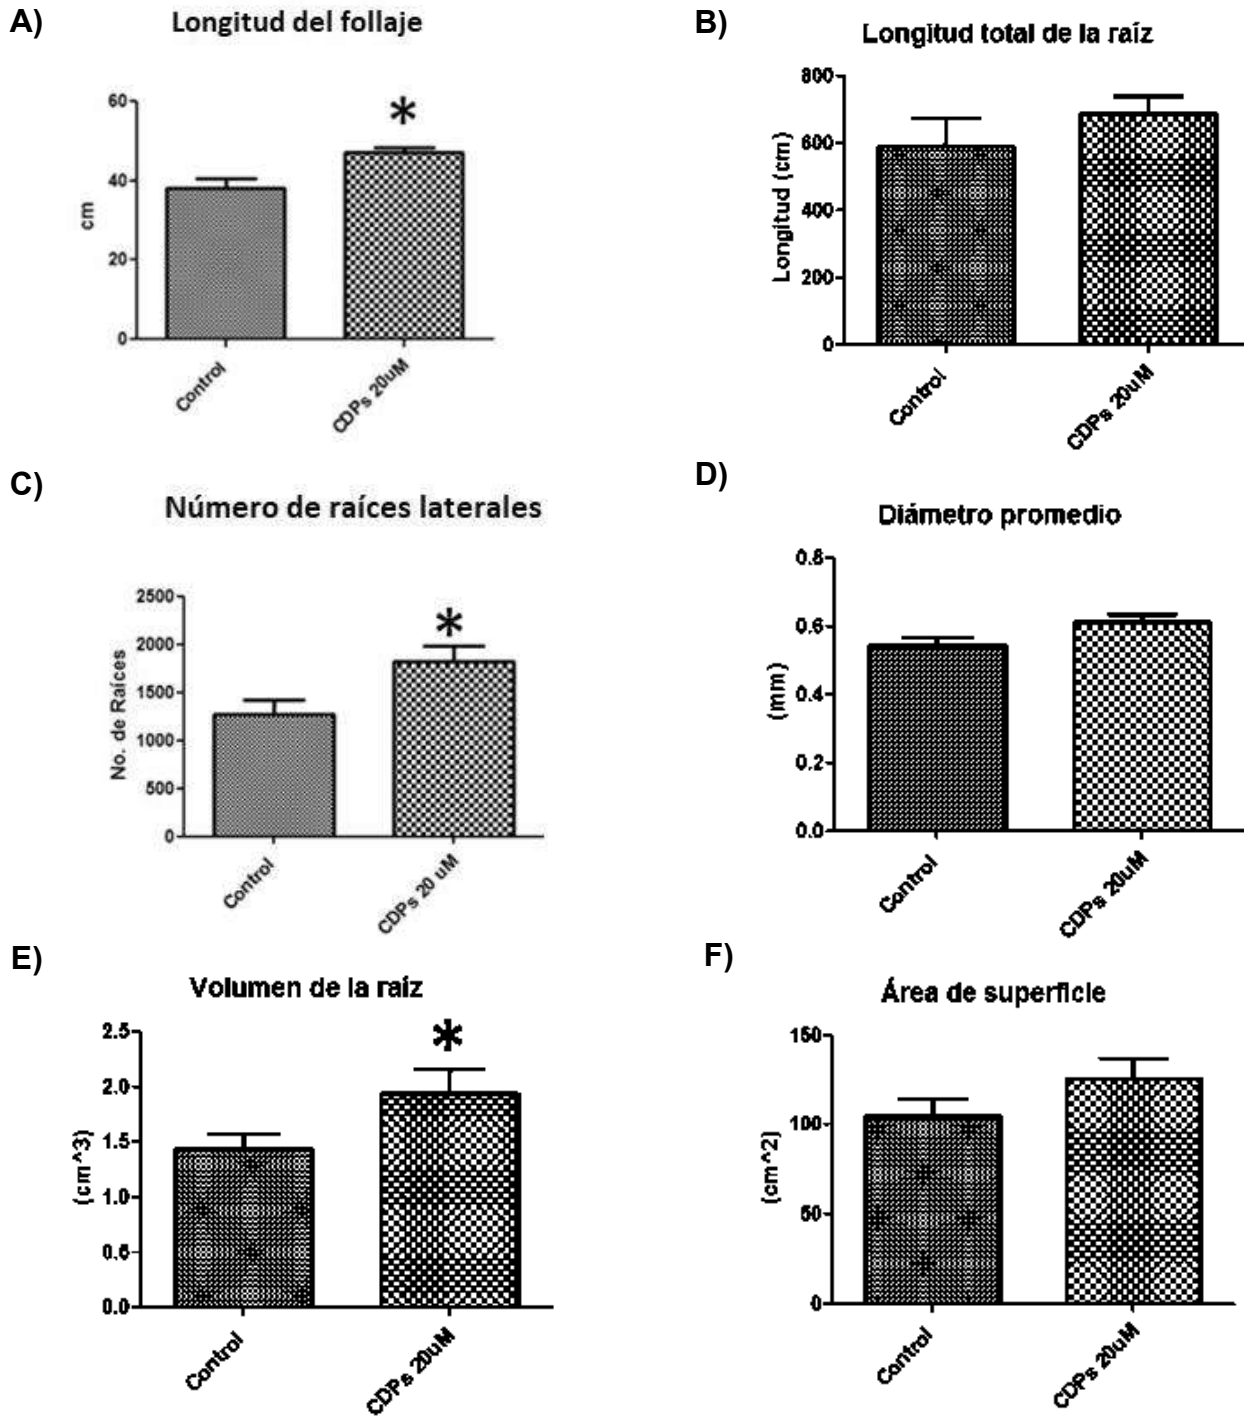 A)
Longitud del follaje
60
40
20
0
cm
*
Control
CDPs 20uM
B)
Longitud total de la raíz
800
600
400
200
0
Longitud (cm)
Control
CDPs 20uM
C)
Número de raíces laterales
2500
2000
1500
1000
500
0
No. de Raíces
*
Control
CDPs 20 uM
D)
Diámetro promedio
0.8
0.6
0.4
0.2
0.0
(mm)
Control
CDPs 20uM
E)
Volumen de la raíz
2.5
2.0
1.5
1.0
0.5
0.0
(cm^3)
*
Control
CDPs 20uM
F)
Área de superficie
150
100
50
0
(cm^2)
Control
CDPs 20uM